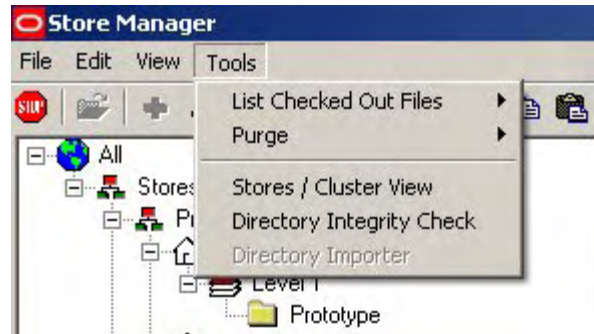 Store Manager
File Edit View Tools
STOP
List Checked Out Files
Purge
All
Stores / Cluster View
Directory Integrity Check
Directory Importer
Level 1
Prototype